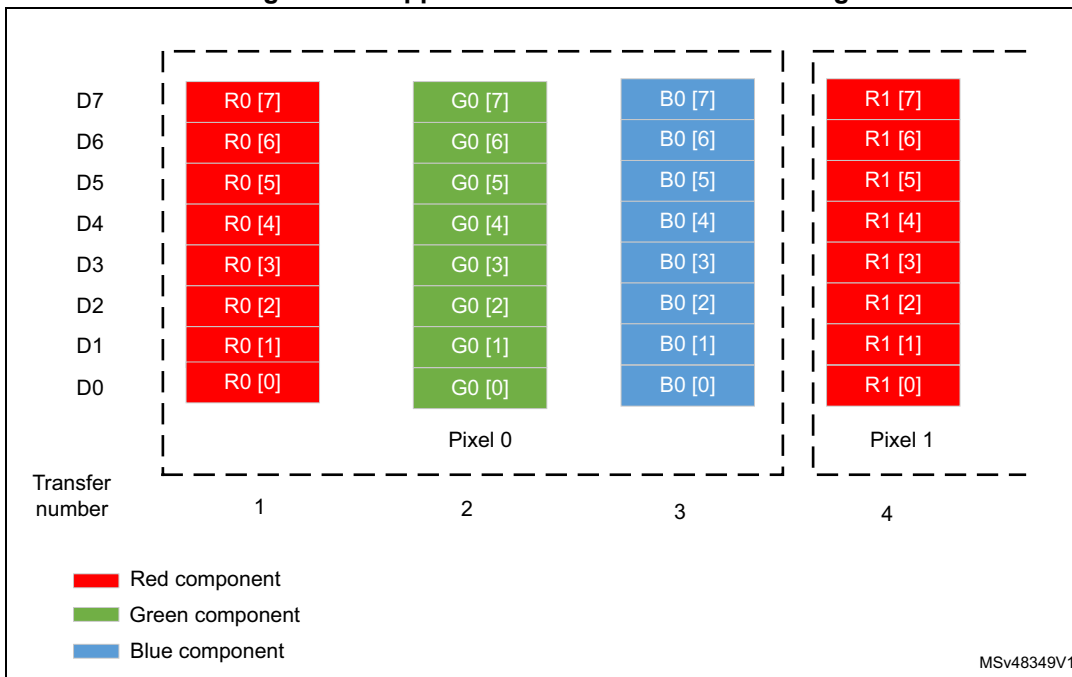 D7 R0 [7] G0 [7] B0 [7] R1 [7]
D6 R0 [6] G0 [6] B0 [6] R1 [6]
D5 R0 [5] G0 [5] B0 [5] R1 [5]
D4 R0 [4] G0 [4] B0 [4] R1 [4]
D3 R0 [3] G0 [3] B0 [3] R1 [3]
D2 R0 [2] G0 [2] B0 [2] R1 [2]
D1 R0 [1] G0 [1] B0 [1] R1 [1]
D0 R0 [0] G0 [0] B0 [0] R1 [0]
Pixel 0 Pixel 1
Transfer
number 1 2 3 4
Red component
Green component
Blue component
MSv48349V1